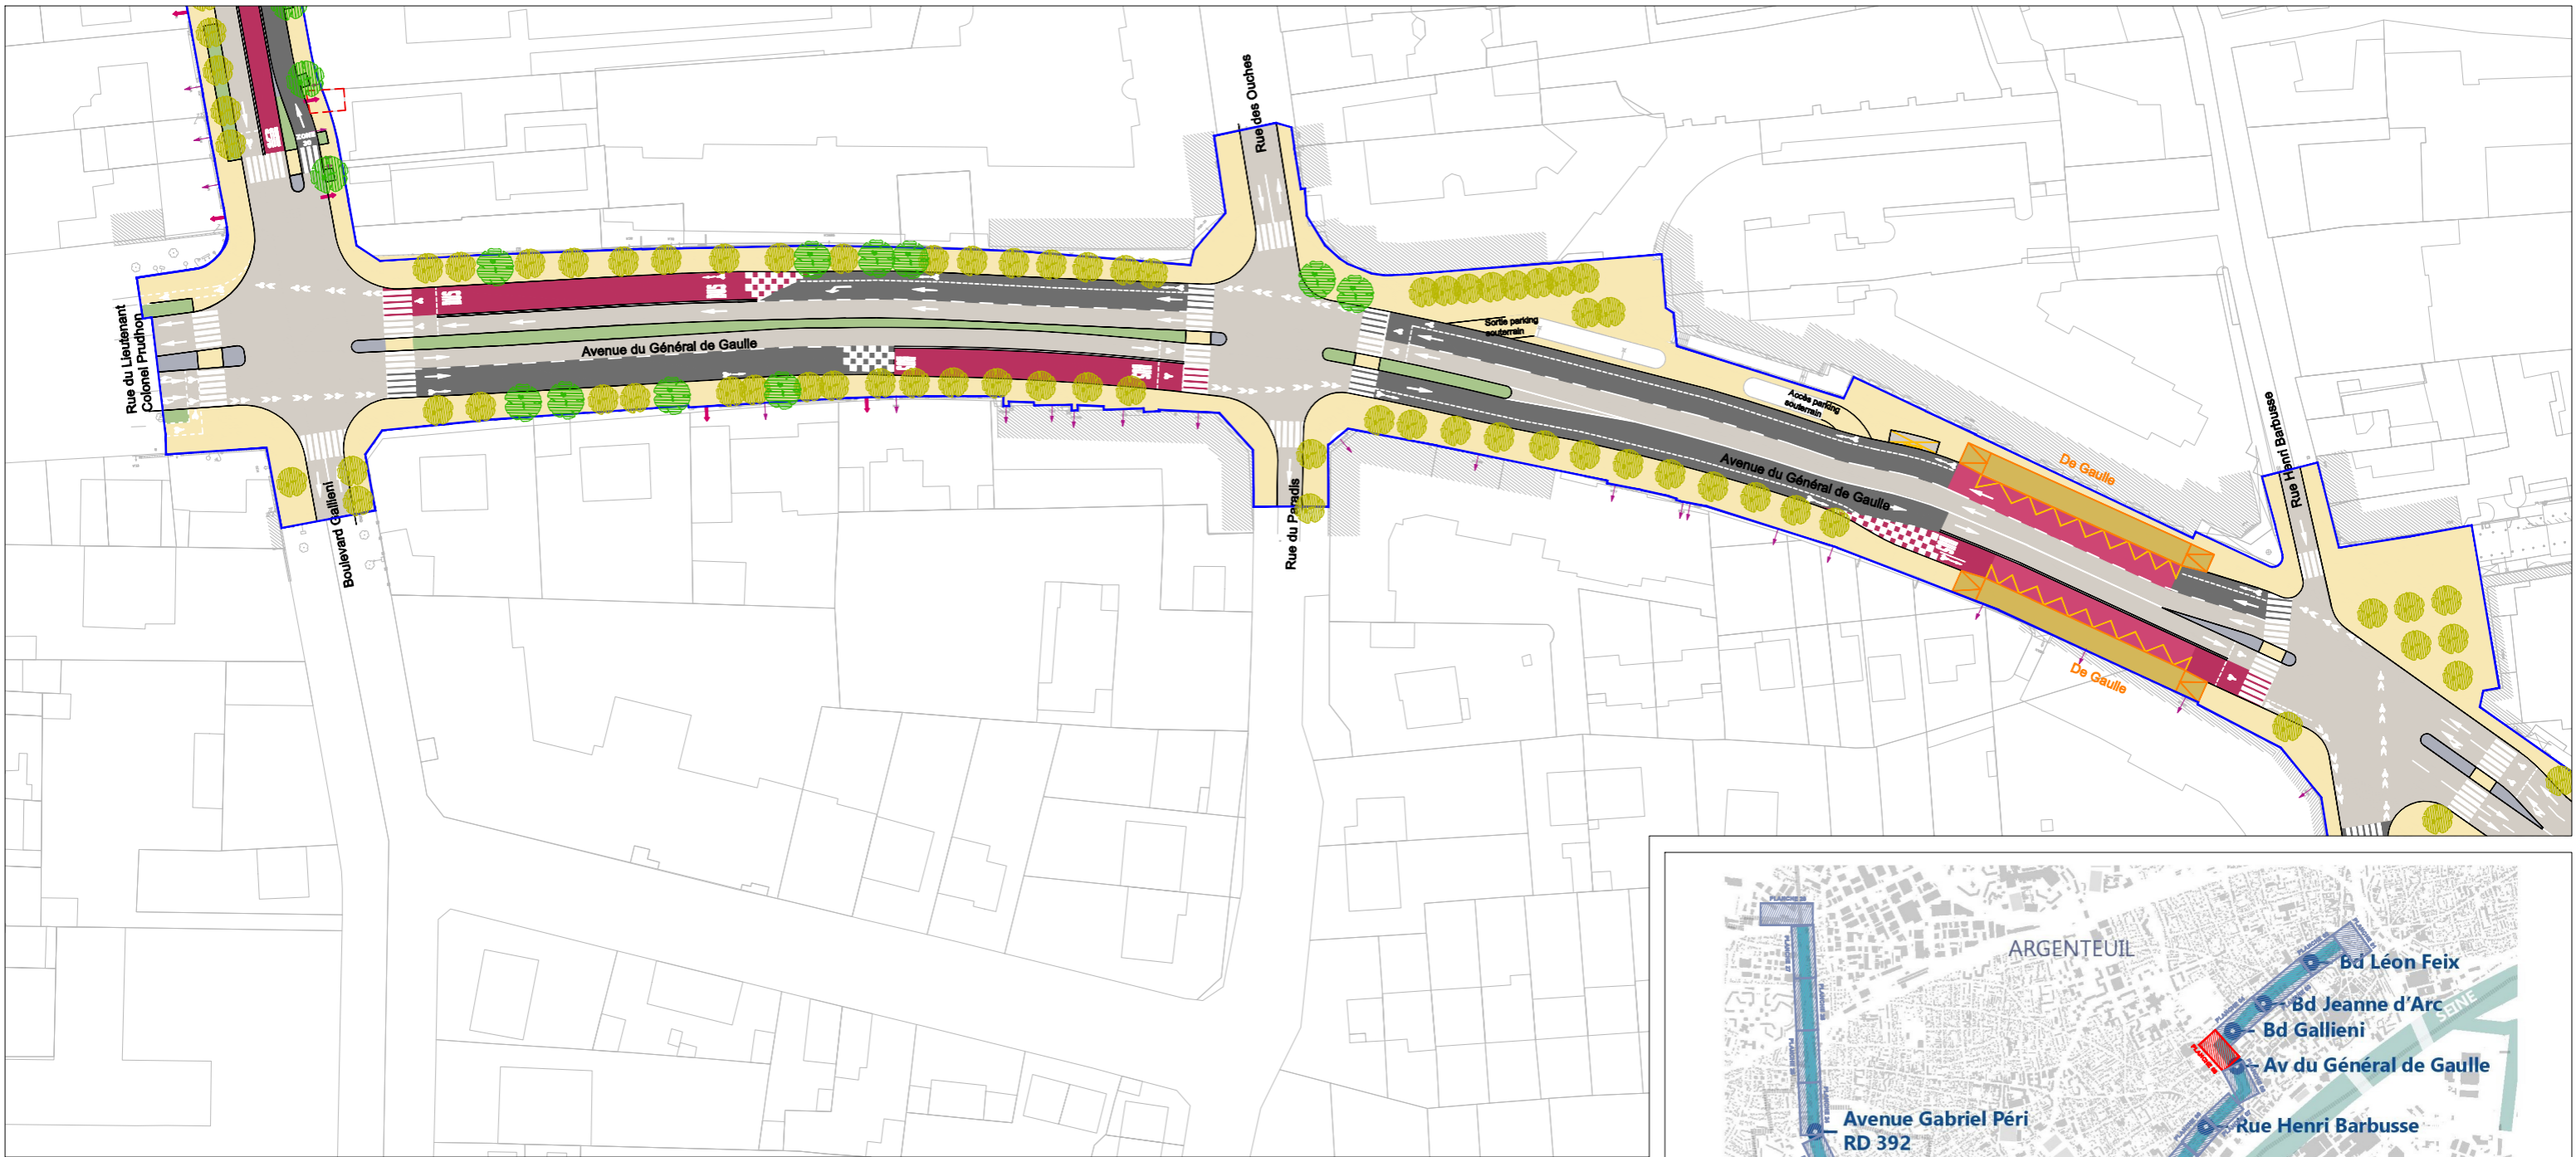 Rue des Ouches
Rue du Lieutenant
Colonel Prudhon
Avenue du Général de Gaulle
Sortie parking
souterrain
Accès parking
souterrain
Boulevard Gallieni
Rue du Paradis
Avenue du Général de Gaulle
De Gaulle
Rue Henri Barbusse
De Gaulle
ARGENTEUIL
Bd Léon Feix
Bd Jeanne d'Arc
SEINE
Bd Gallieni
Av du Général de Gaulle
Avenue Gabriel Péri
RD 392
Rue Henri Barbusse